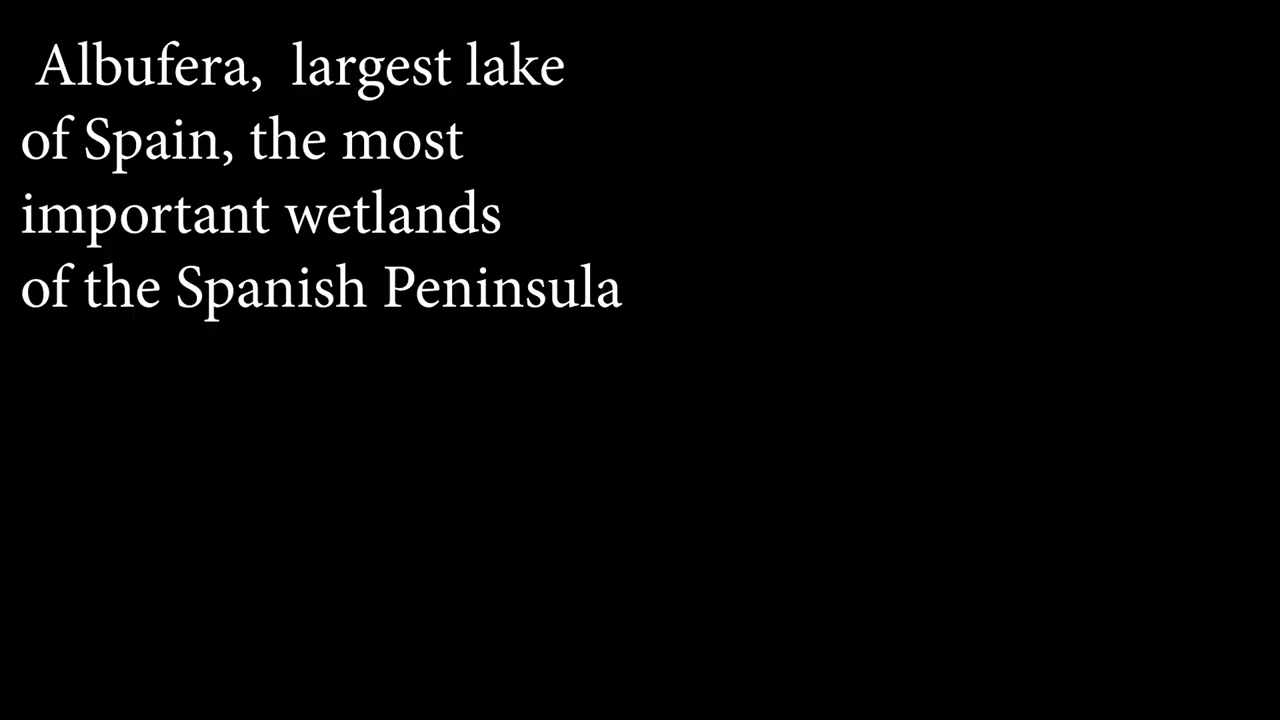 Albufera, largest lake
of Spain, the most
important wetlands
of the Spanish Peninsula